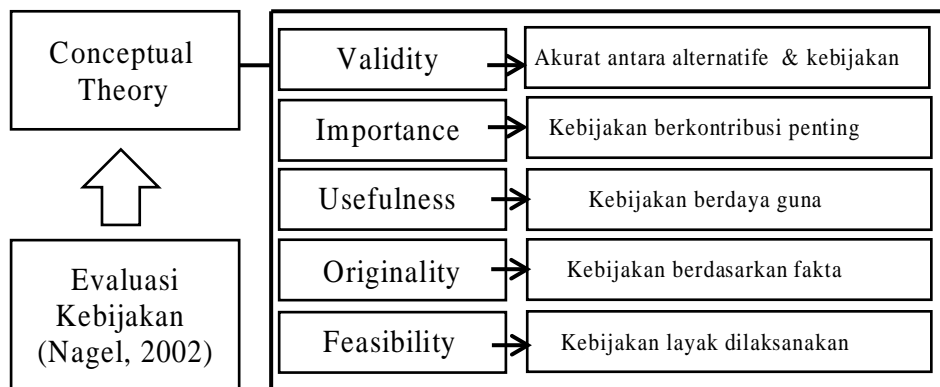 Conceptual
Theory
Evaluasi
Kebijakan
(Nagel, 2002)
Validity
Akurat antara alternatife & kebijakan
Importance
Kebijakan berkontribusi penting
Usefulness
Kebijakan berdaya guna
Originality
Kebijakan berdasarkan fakta
Feasibility
Kebijakan layak dilaksanakan